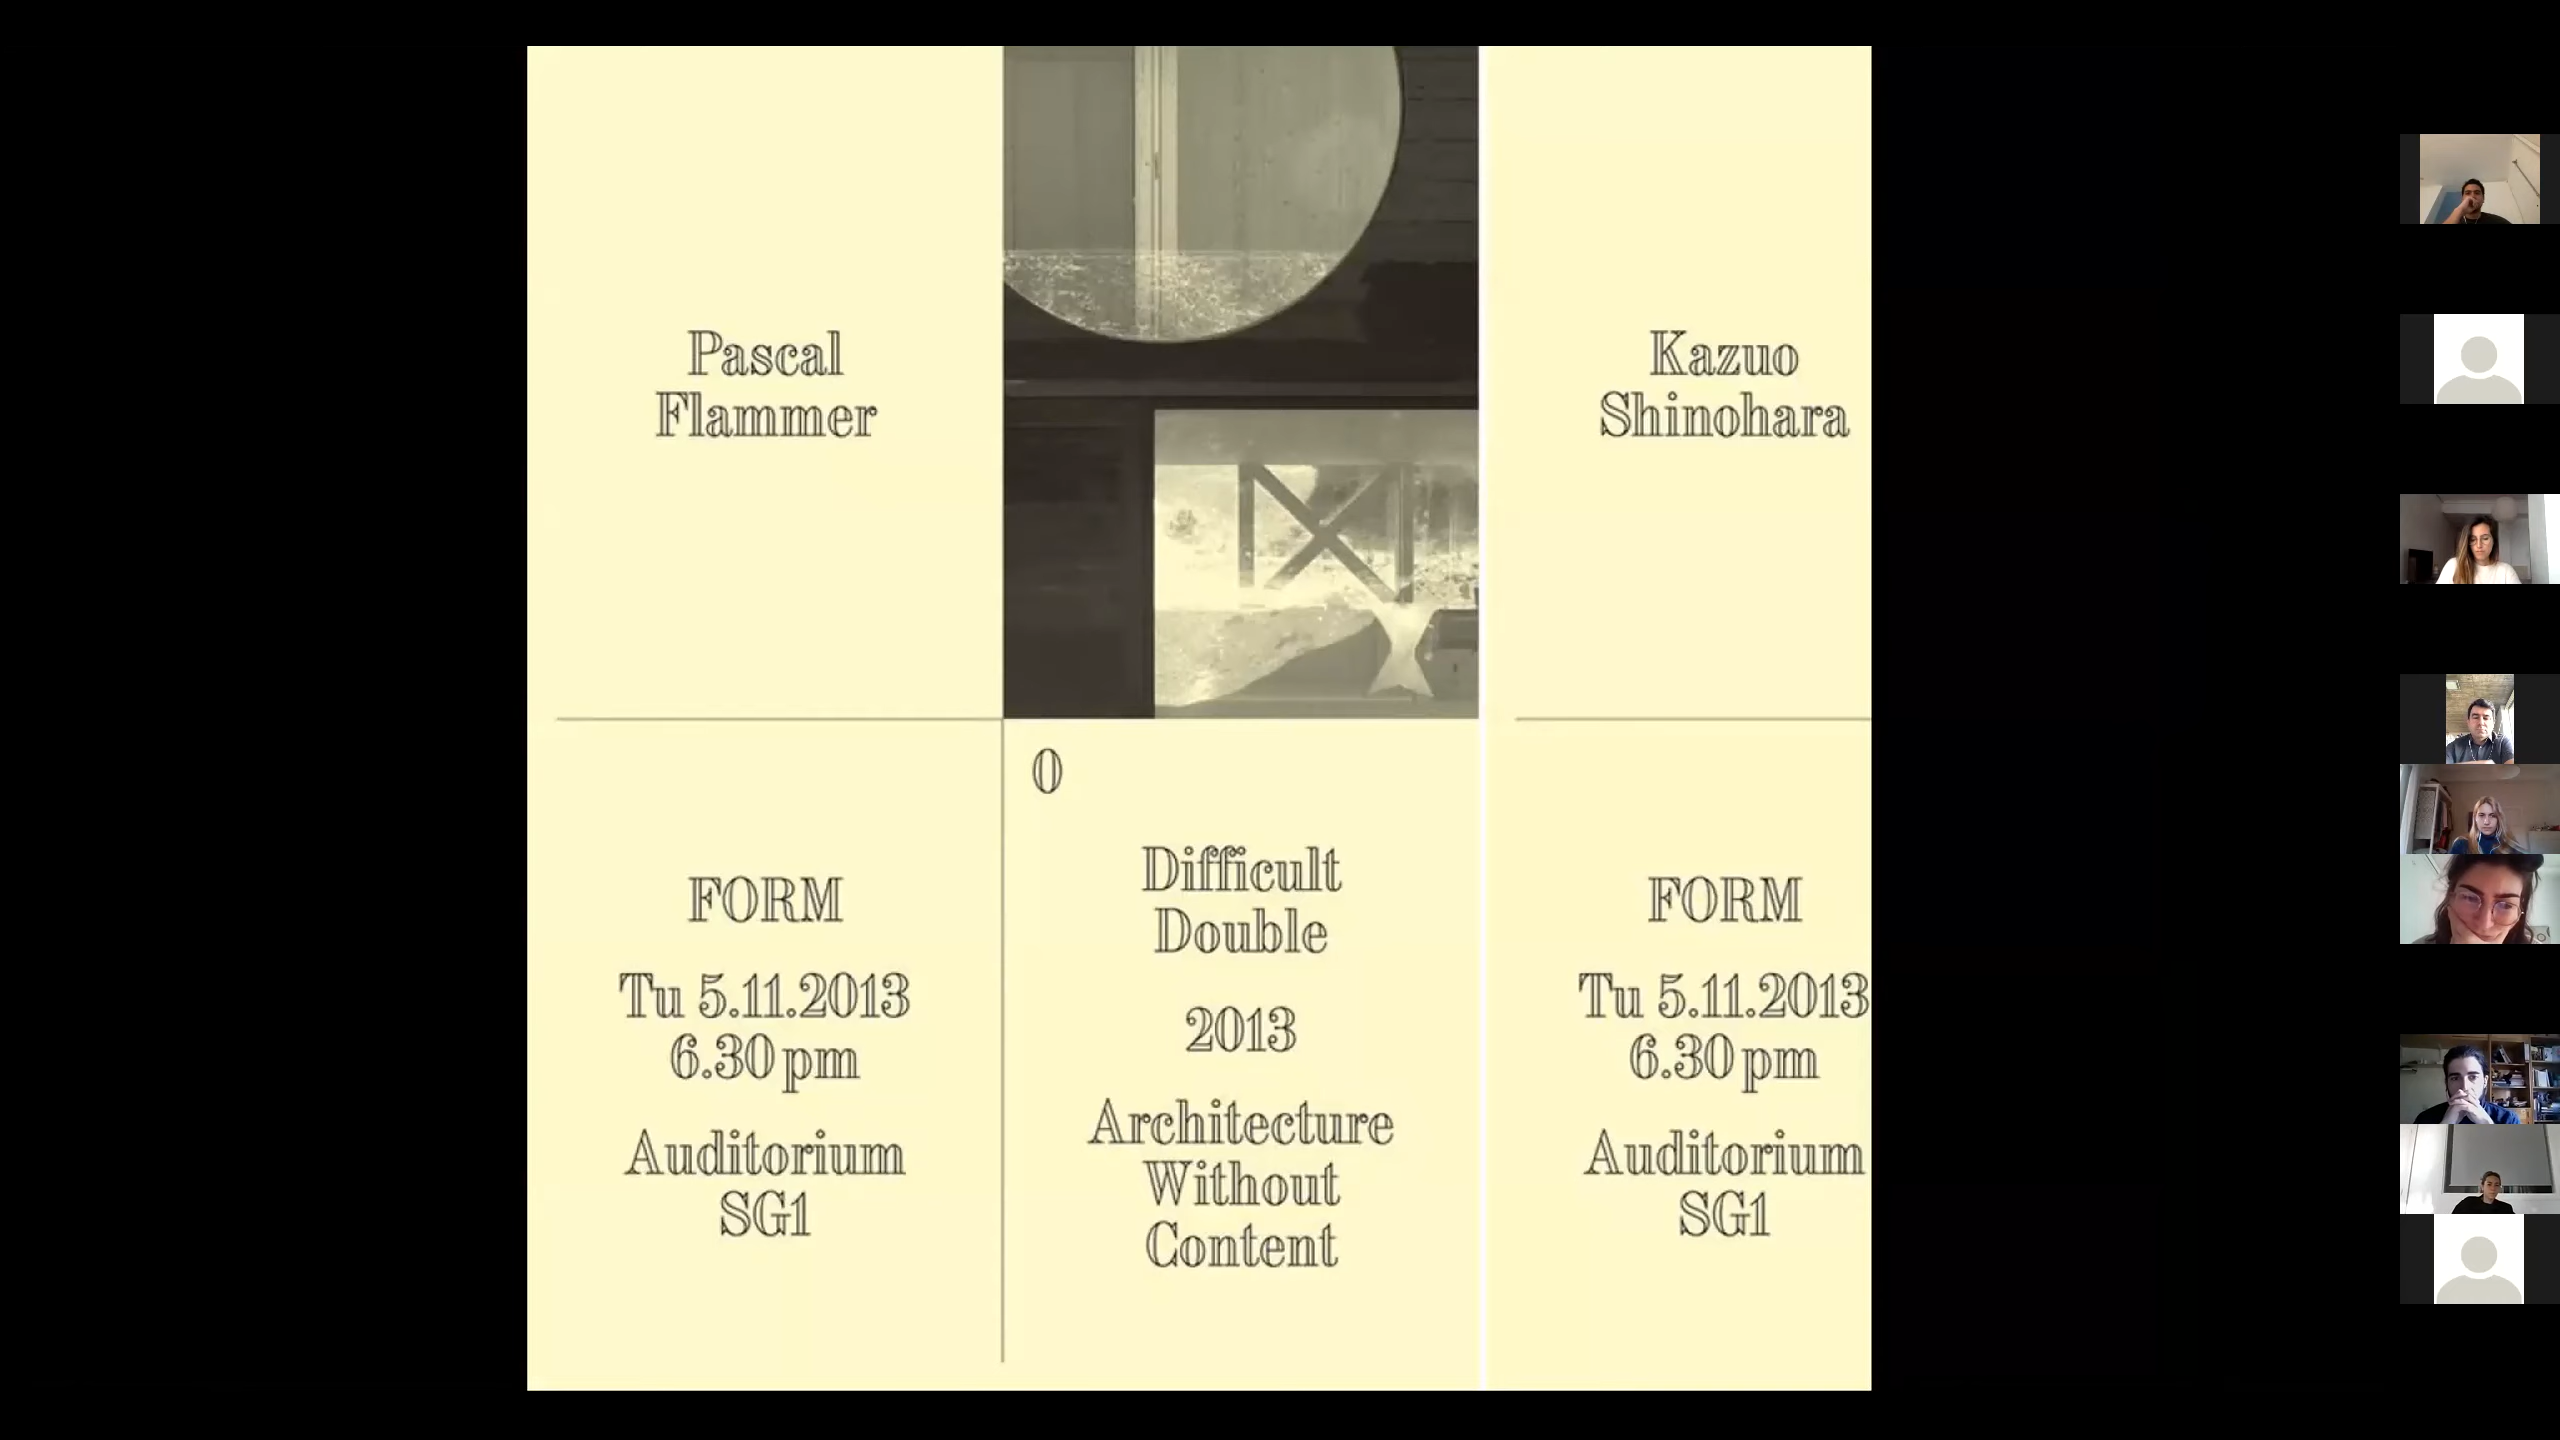 Pascal
Flammer
FORM
Tu 5.11.2013
6.30 pm
Auditorium
SG1
0
Difficult
Double
2013
Architecture
Without
Content
Kazuo
Shinohara
FORM
Tu 5.11.2013
6.30 pm
Auditorium
SG1